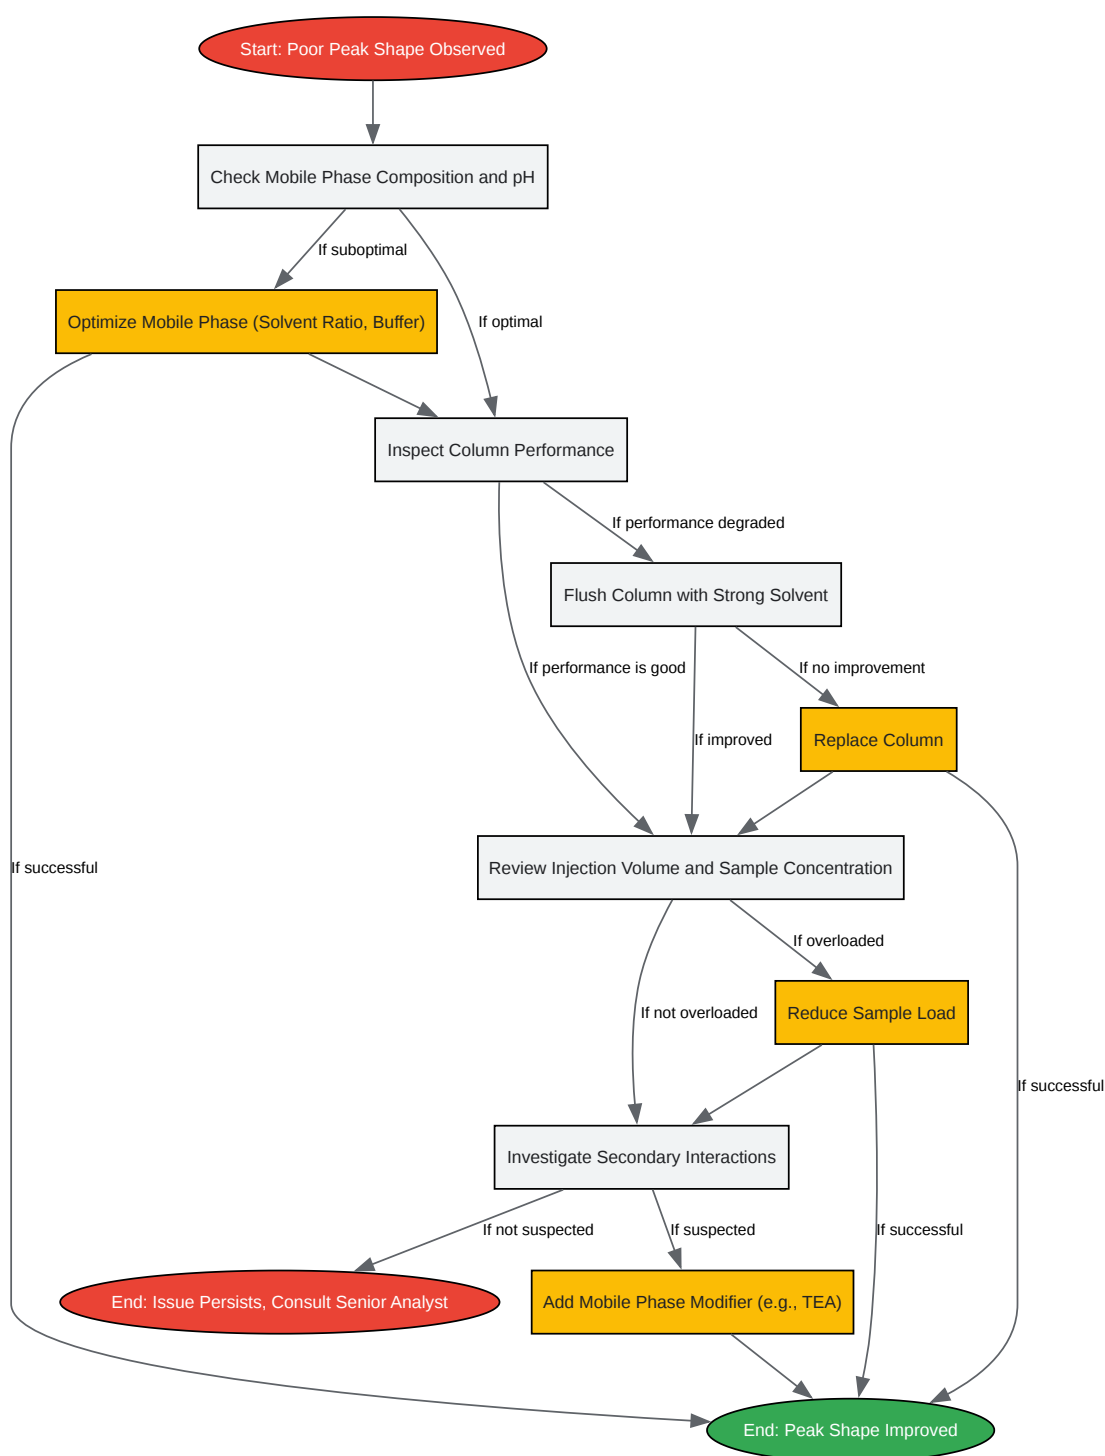 Start: Poor Peak Shape Observed
Check Mobile Phase Composition and pH
If suboptimal
Optimize Mobile Phase (Solvent Ratio, Buffer)
If optimal
Inspect Column Performance
If performance degraded
Flush Column with Strong Solvent
If performance is good
If no improvement
If improved
Replace Column
If successful
Review Injection Volume and Sample Concentration
If overloaded
If not overloaded
Reduce Sample Load
If successful
Investigate Secondary Interactions
If not suspected
If suspected
If successful
End: Issue Persists, Consult Senior Analyst
Add Mobile Phase Modifier (e.g., TEA)
End: Peak Shape Improved